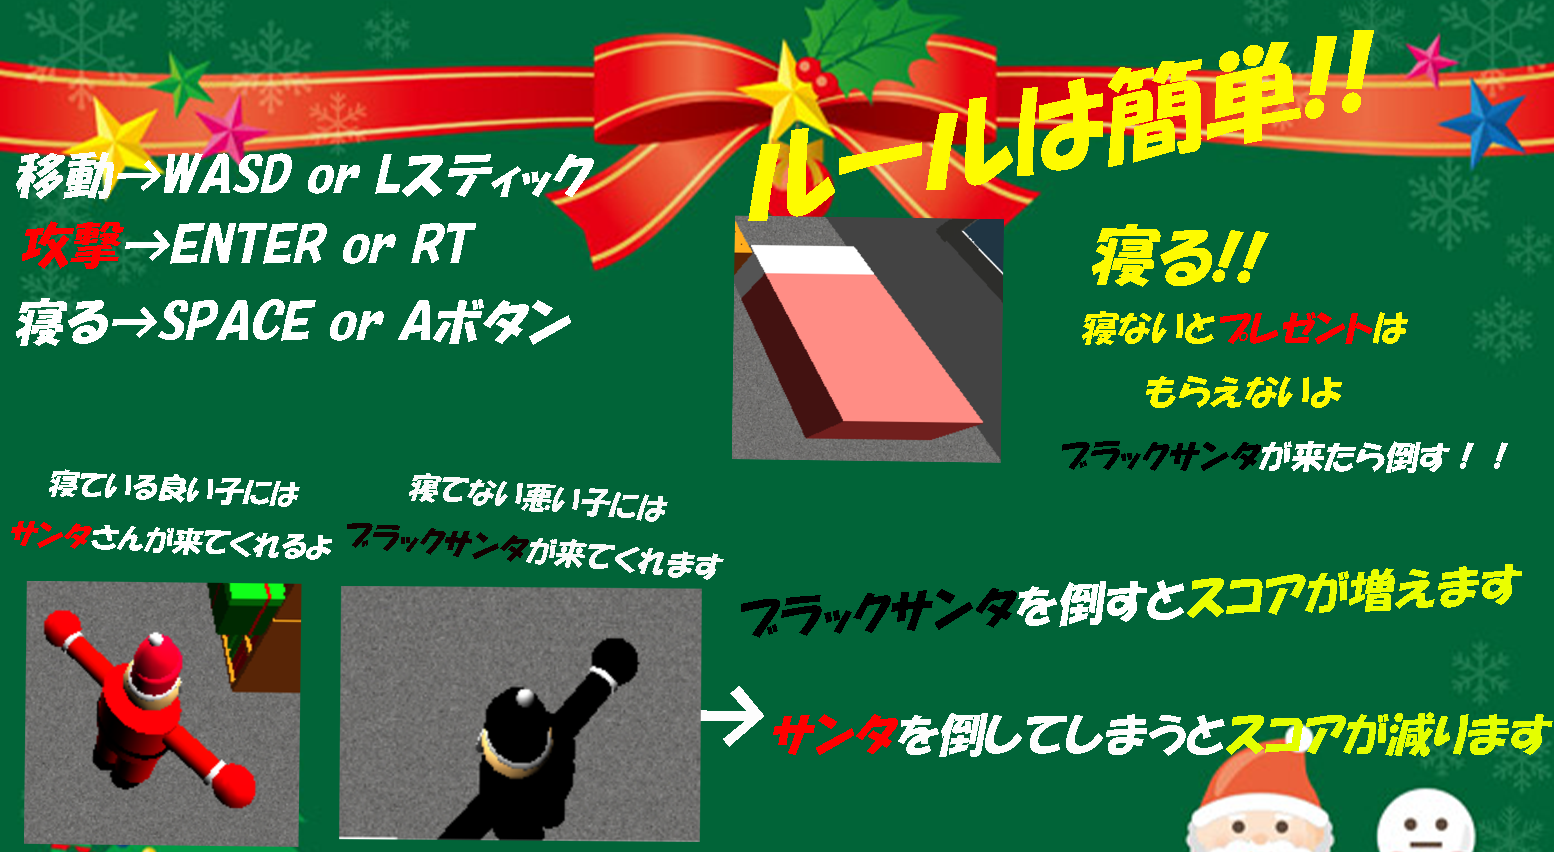 ルールは簡単!!
移動→WASD or Lスティック
攻撃→ENTER or RT
寝る→SPACE or Aボタン
寝る!!
寝ないとプレゼントは
もらえないよ
ブラックサンタが来たら倒す！！
寝ている良い子には
サンタさんが来てくれるよ
寝てない悪い子には
ブラックサンタが来てくれます
ブラックサンタを倒すとスコアが増えます
→サンタを倒してしまうとスコアが減ります